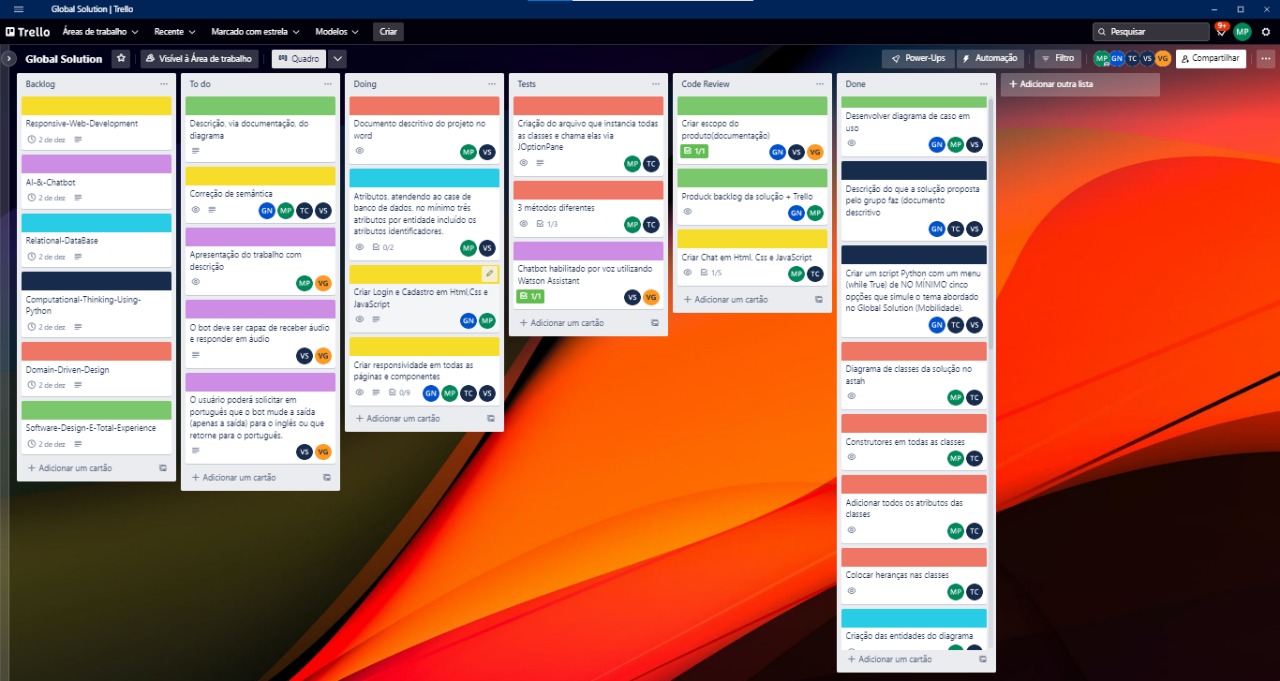 Global Solution | Trello
Trello
Áreas de trabalho
Recente
Marcado com estrela
Modelos
Criar
Pesquisar
9+
MP
Global Solution
Visível à Área de trabalho
Quadro
Power-Ups
Automação
Filtro
MP GN TC VS VG
Compartilhar
Backlog
Responsive-Web-Development
2 de dez
AI-&-Chatbot
2 de dez
Relational-DataBase
2 de dez
Computational-Thinking-Using-
Python
2 de dez
Domain-Driven-Design
2 de dez
Software-Design-E-Total-Experience
2 de dez
+ Adicionar um cartão
To do
Descrição, via documentação, do
diagrama
Correção de semântica
GN MP TC VS
Apresentação do trabalho com
descrição
MP VG
O bot deve ser capaz de receber áudio
e responder em áudio
VS VG
O usuário poderá solicitar em
português que o bot mude a saída
(apenas a saída) para o inglês ou que
retorne para o português.
VS VG
+ Adicionar um cartão
Doing
Documento descritivo do projeto no
word
MP VS
Atributos, atendendo ao case de
banco de dados, no mínimo três
atributos por entidade incluído os
atributos identificadores.
0/2
MP VS
Criar Login e Cadastro em Html,Css e
JavaScript
GN MP
Criar responsividade em todas as
páginas e componentes
0/9
GN MP TC VS
+ Adicionar um cartão
Tests
Criação do arquivo que instancia todas
as classes e chama elas via
JOptionPane
MP TC
3 métodos diferentes
1/3
MP TC
Chatbot habilitado por voz utilizando
Watson Assistant
1/1
VS VG
+ Adicionar um cartão
Code Review
Criar escopo do
produto(documentação)
1/1
GN VS VG
Produck backlog da solução + Trello
GN MP
Criar Chat em Html, Css e JavaScript
1/5
MP TC
+ Adicionar um cartão
Done
Desenvolver diagrama de caso em
uso
GN MP VS
Descrição do que a solução proposta
pelo grupo faz (documento
descritivo
GN TC VS
Criar um script Python com um menu
(while True) de NO MINIMO cinco
opções que simule o tema abordado
no Global Solution (Mobilidade).
GN TC VS
Diagrama de classes da solução no
astah
MP TC
Construtores em todas as classes
MP TC
Adicionar todos os atributos das
classes
MP TC
Colocar heranças nas classes
MP TC
Criação das entidades do diagrama
+ Adicionar um cartão
+ Adicionar outra lista